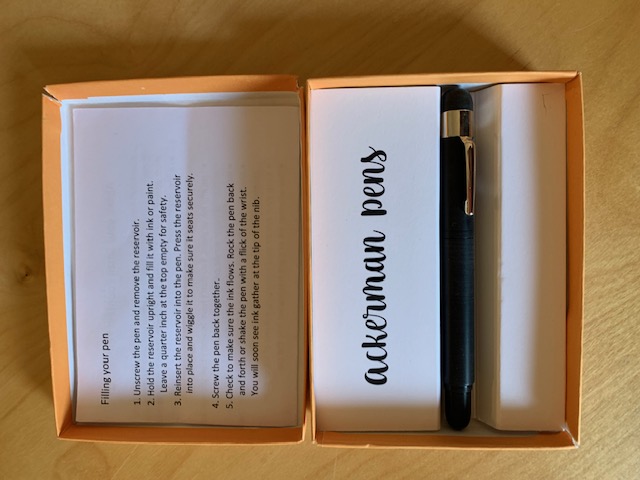 Filling your pen
1. Unscrew the pen and remove the reservoir.
2. Hold the reservoir upright and fill it with ink or paint.
Leave a quarter inch at the top empty for safety.
3. Reinsert the reservoir into the pen. Press the reservoir
into place and wiggle it to make sure it seats securely.
4. Screw the pen back together.
5. Check to make sure the ink flows. Rock the pen back
and forth or shake the pen with a flick of the wrist.
You will soon see ink gather at the tip of the nib.
ackerman pens